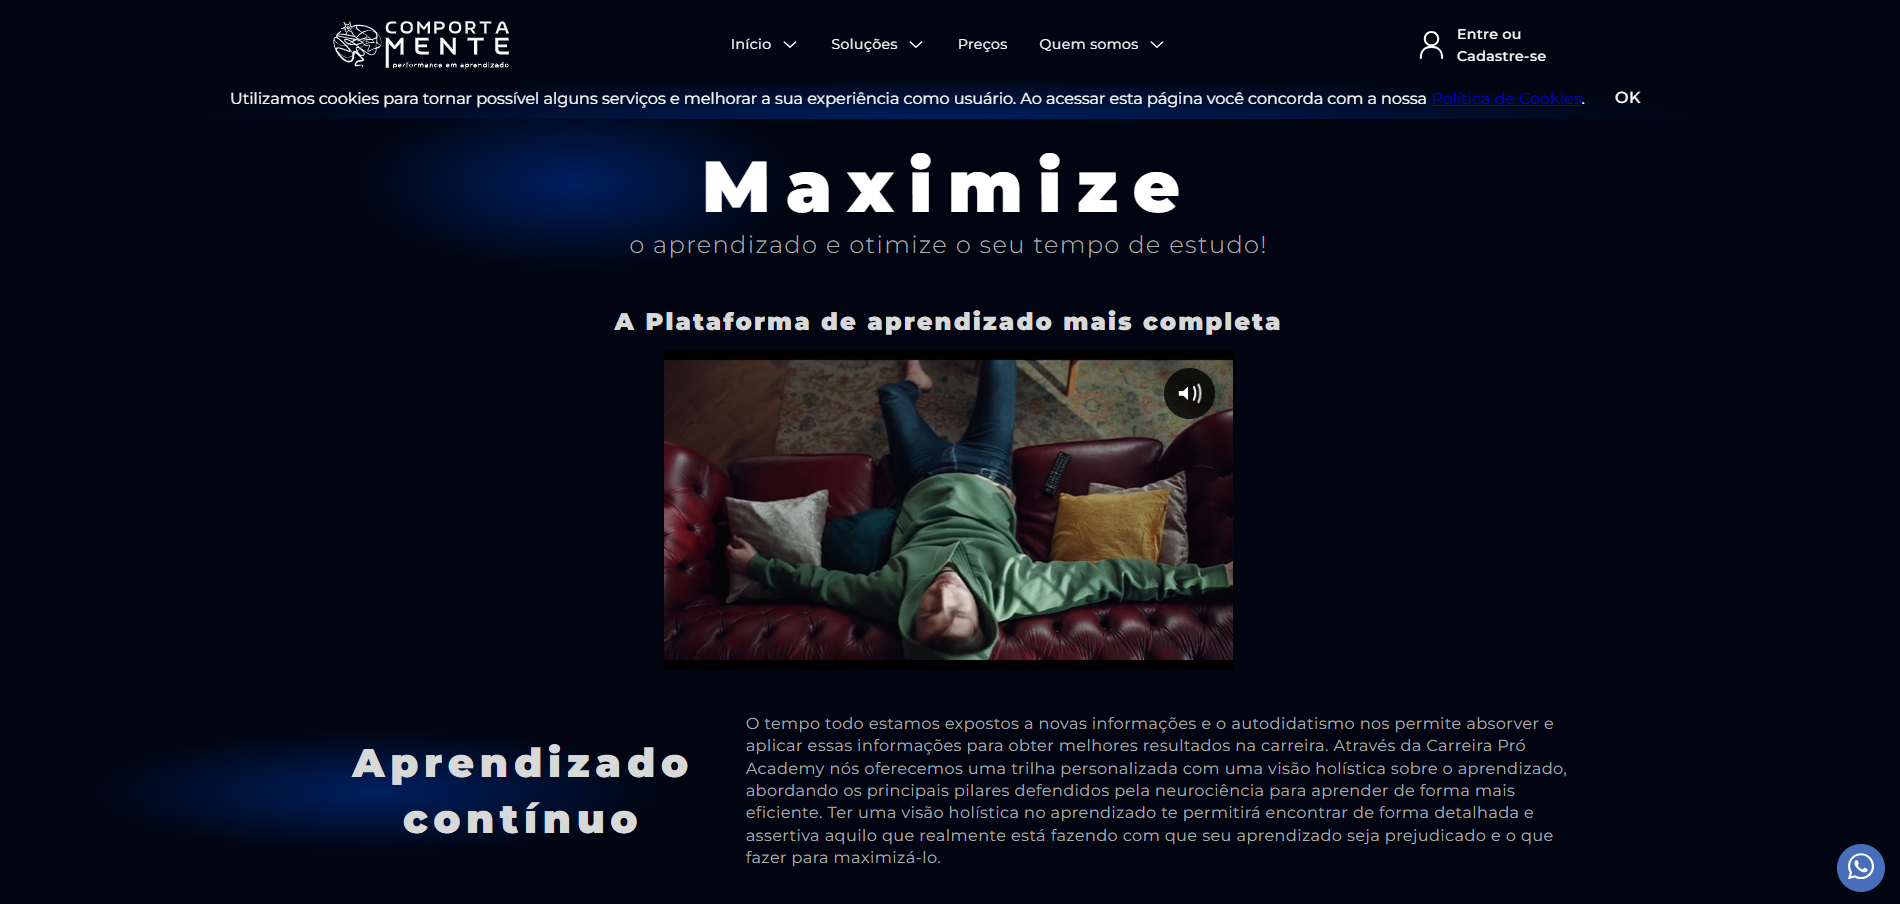 COMPORTA
MENTE
performance em aprendizado
Início
Soluções
Preços
Quem somos
Entre ou
Cadastre-se
Utilizamos cookies para tornar possível alguns serviços e melhorar a sua experiência como usuário. Ao acessar esta página você concorda com a nossa Política de Cookies.
OK
Maximize
o aprendizado e otimize o seu tempo de estudo!
A Plataforma de aprendizado mais completa
Aprendizado
contínuo
O tempo todo estamos expostos a novas informações e o autodidatismo nos permite absorver e
aplicar essas informações para obter melhores resultados na carreira. Através da Carreira Pró
Academy nós oferecemos uma trilha personalizada com uma visão holística sobre o aprendizado,
abordando os principais pilares defendidos pela neurociência para aprender de forma mais
eficiente. Ter uma visão holística no aprendizado te permitirá encontrar de forma detalhada e
assertiva aquilo que realmente está fazendo com que seu aprendizado seja prejudicado e o que
fazer para maximizá-lo.